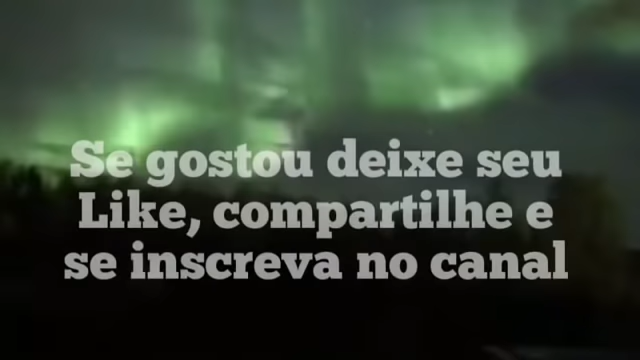 Se gostou deixe seu
Like, compartilhe e
se inscreva no canal